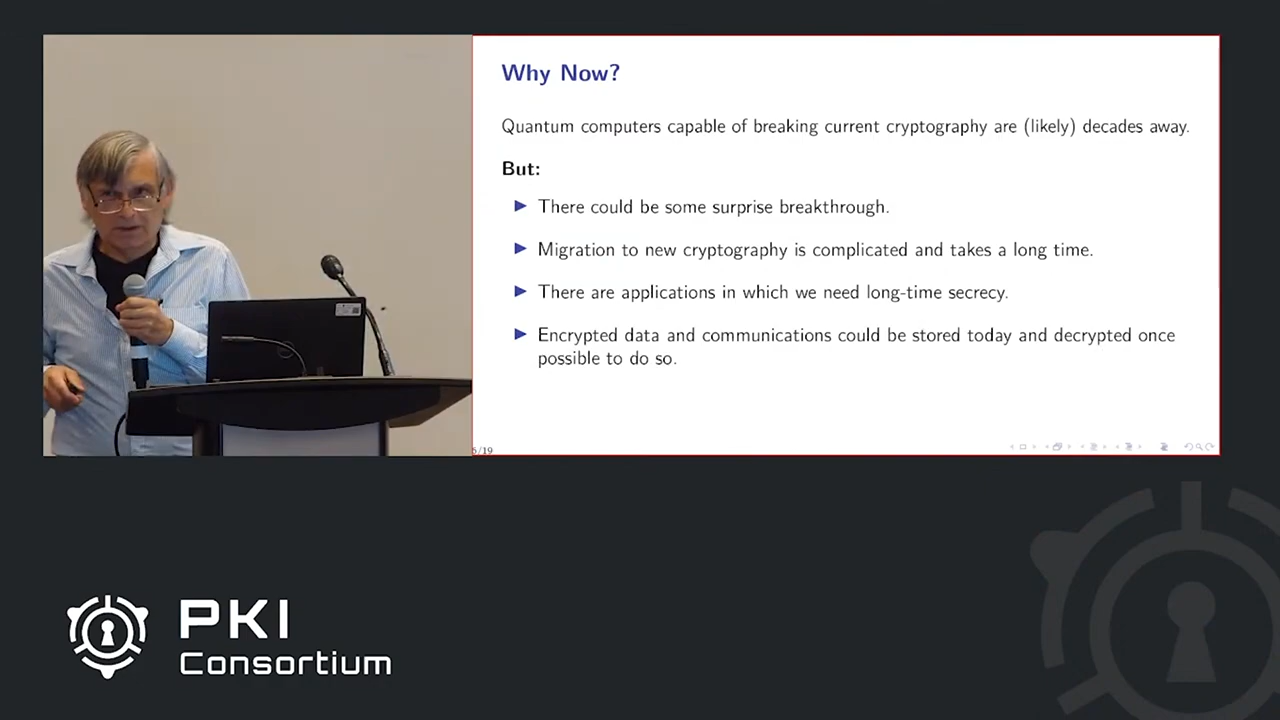 Why Now?
Quantum computers capable of breaking current cryptography are (likely) decades away.
But:
There could be some surprise breakthrough.
Migration to new cryptography is complicated and takes a long time.
There are applications in which we need long-time secrecy.
Encrypted data and communications could be stored today and decrypted once
possible to do so.
/19
PKI
Consortium